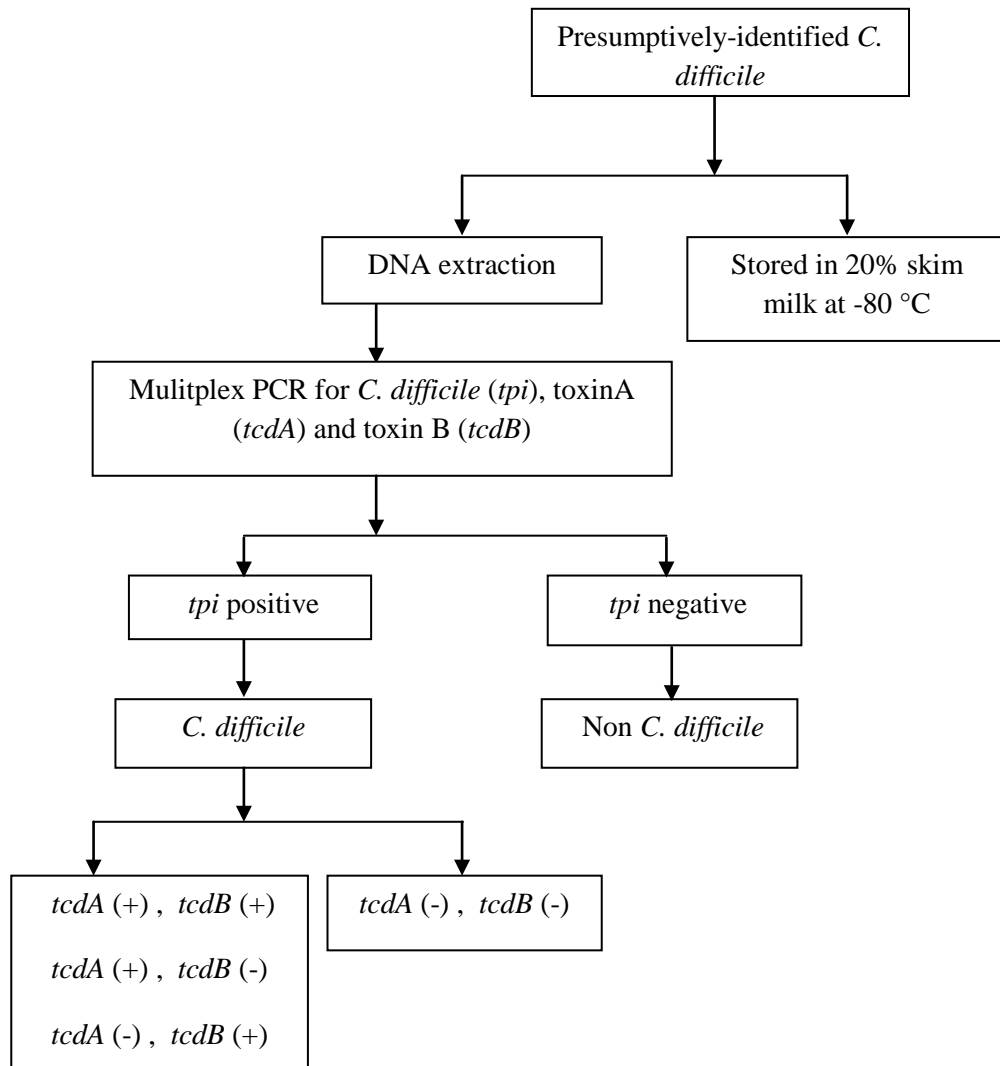 Presumptively-identified C.
difficile
DNA extraction
Stored in 20% skim
milk at -80 °C
Mulitplex PCR for C. difficile (tpi), toxinA
(tcdA) and toxin B (tcdB)
tpi positive
tpi negative
C. difficile
Non C. difficile
tcdA (+) , tcdB (+)
tcdA (+) , tcdB (-)
tcdA (-) , tcdB (+)
tcdA (-) , tcdB (-)